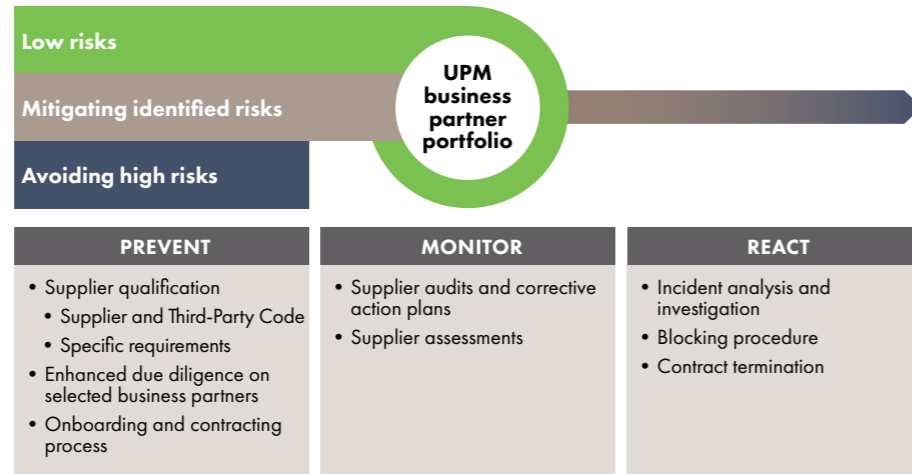 Low risks
Mitigating identified risks
Avoiding high risks
UPM
business
partner
portfolio
PREVENT
• Supplier qualification
• Supplier and Third-Party Code
• Specific requirements
• Enhanced due diligence on
selected business partners
• Onboarding and contracting
process
MONITOR
• Supplier audits and corrective
action plans
• Supplier assessments
REACT
• Incident analysis and
investigation
• Blocking procedure
• Contract termination